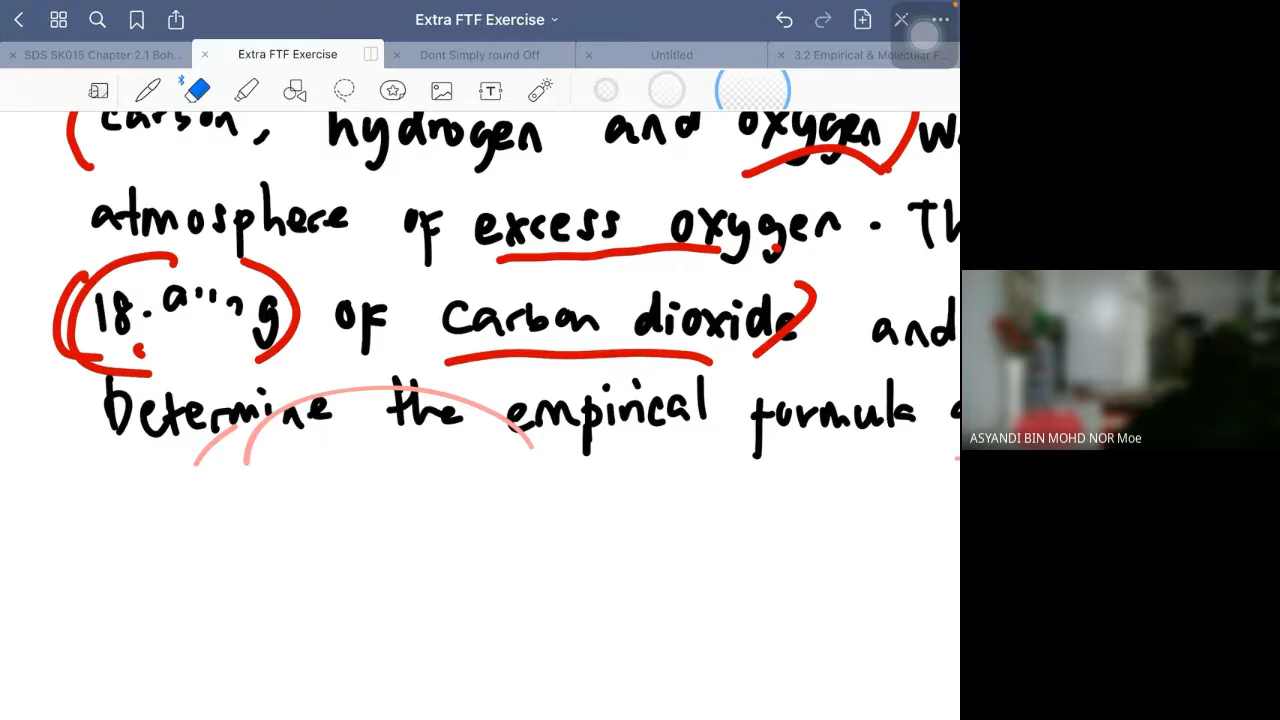 Extra FTF Exercise
SDS SK015 Chapter 2.1 Boh...
Extra FTF Exercise
Dont Simply round Off
Untitled
3.2 Empirical & Molecular F...
carbon, hydrogen and oxygen w
atmosphere of excess oxygen. Th
18. g of carbon dioxide and
Determine the empirical formula
ASYANDI BIN MOHD NOR Moe